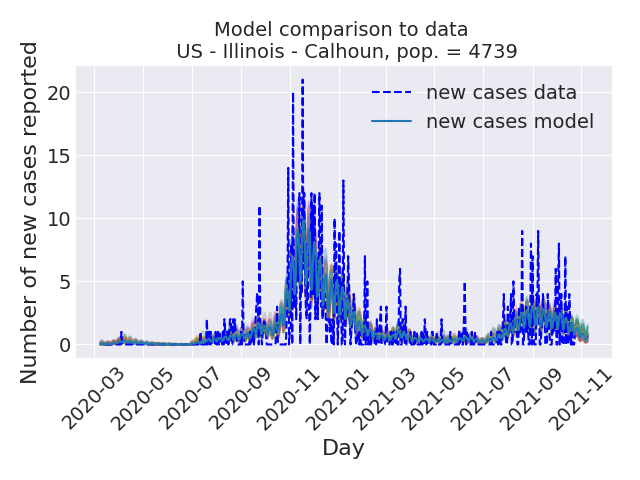 Model comparison to data
US - Illinois - Calhoun, pop. = 4739
Number of new cases reported
20
15
10
5
0
new cases data
new cases model
2020-03
2020-05
2020-07
2020-09
2020-11
2021-01
2021-03
2021-05
2021-07
2021-09
2021-11
Day